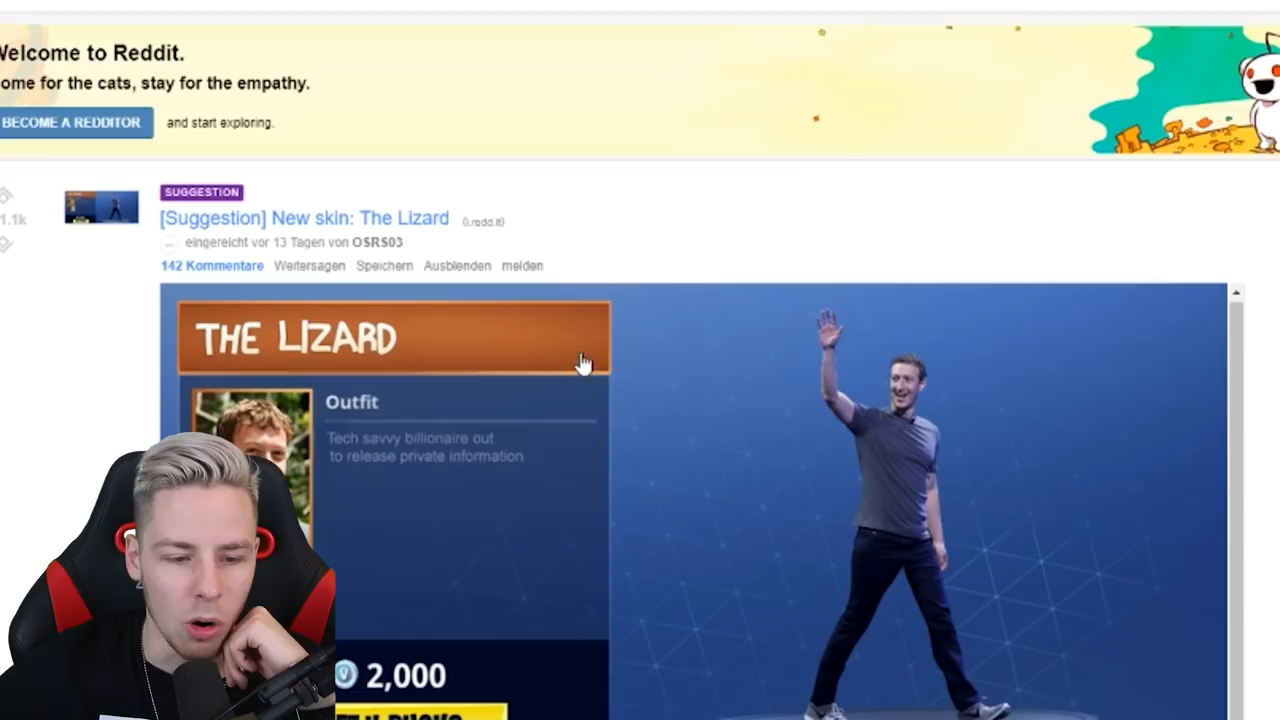 Welcome to Reddit.
ome for the cats, stay for the empathy.
BECOME A REDDITOR and start exploring.
SUGGESTION
[Suggestion] New skin: The Lizard (i.redd.it)
1.1k
eingereicht vor 13 Tagen von OSRS03
142 Kommentare Weitersagen Speichern Ausblenden melden
THE LIZARD
Outfit
Tech savvy billionaire out
to release private information
V 2,000